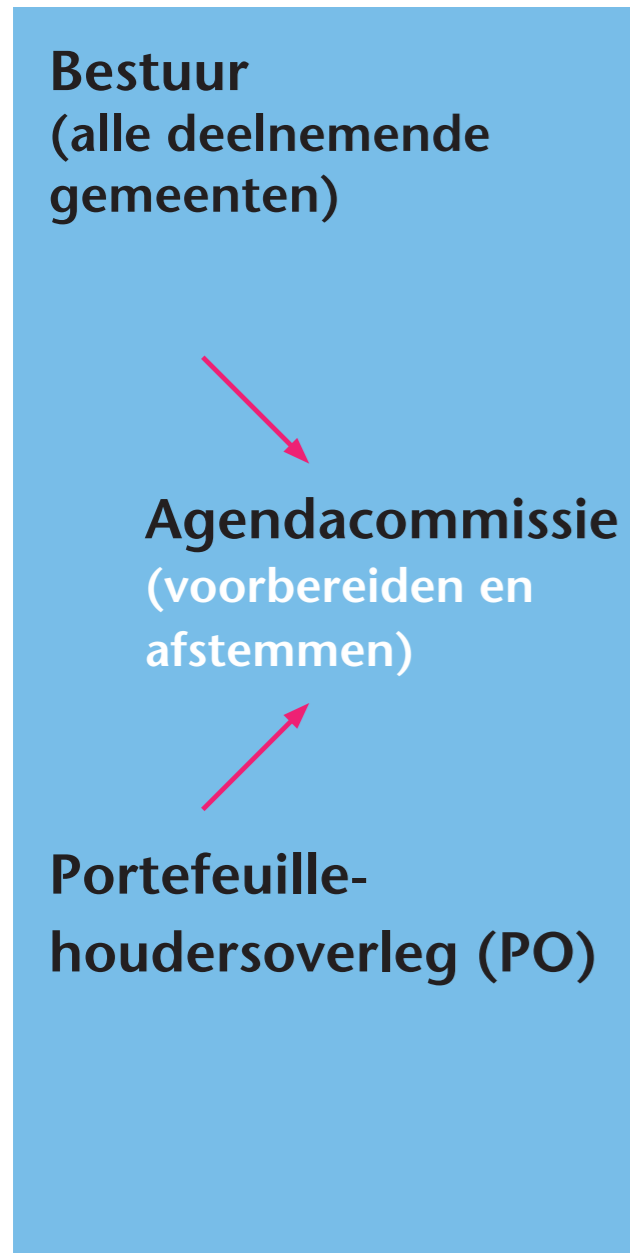 Bestuur
(alle deelnemende
gemeenten)
Agendacommissie
(voorbereiden en
afstemmen)
Portefeuille-
houdersoverleg (PO)